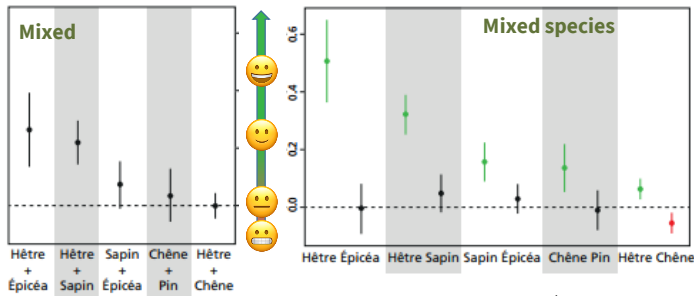 Mixed
Hêtre + Épicéa
Hêtre + Sapin
Sapin + Épicéa
Chêne + Pin
Hêtre + Chêne
Mixed species
0,6
0,4
0,2
0,0
Hêtre Épicéa Hêtre Sapin Sapin Épicéa Chêne Pin Hêtre Chêne